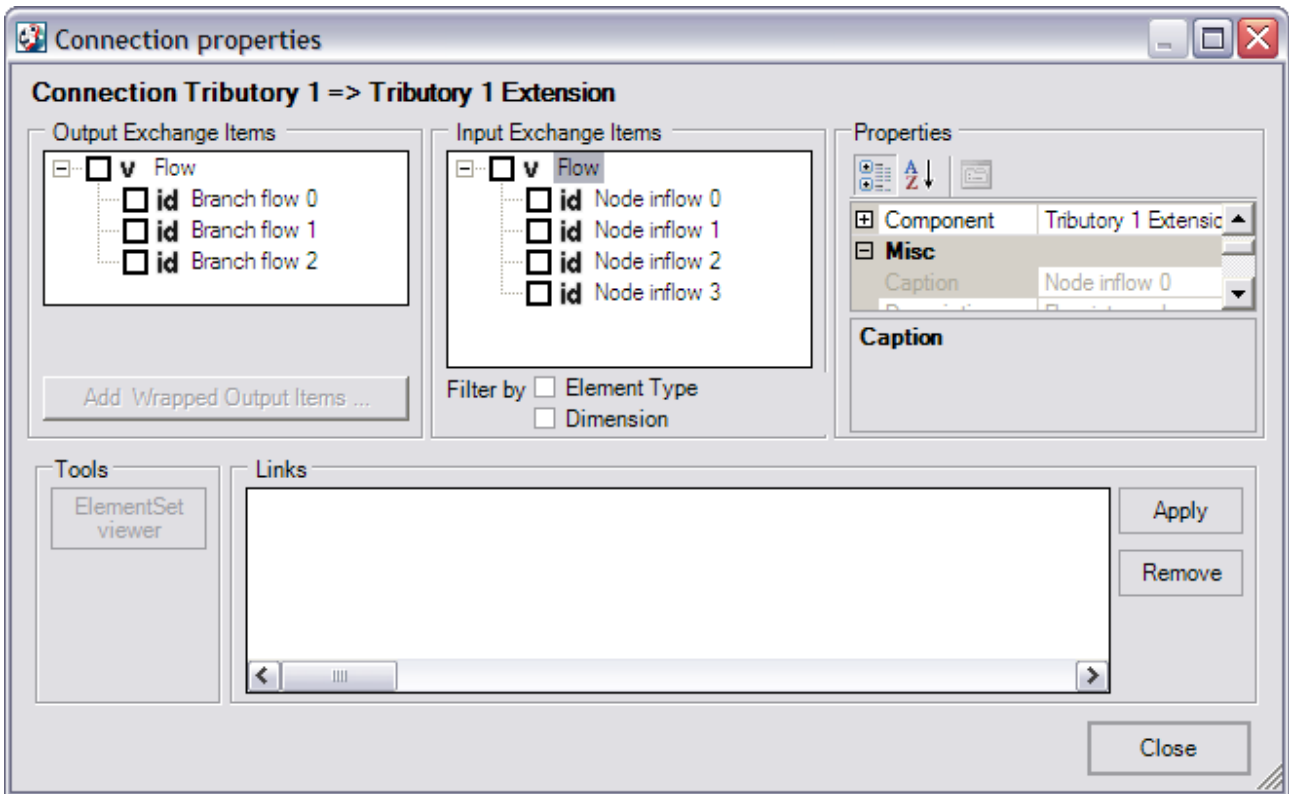 Connection properties
Connection Tributory 1 => Tributory 1 Extension
Output Exchange Items
v Flow
id Branch flow 0
id Branch flow 1
id Branch flow 2
Add Wrapped Output Items ...
Input Exchange Items
v Flow
id Node inflow 0
id Node inflow 1
id Node inflow 2
id Node inflow 3
Filter by Element Type
Dimension
Properties
Component Tributory 1 Extensic
Misc
Caption Node inflow 0
Caption
Tools
ElementSet
viewer
Links
Apply
Remove
Close